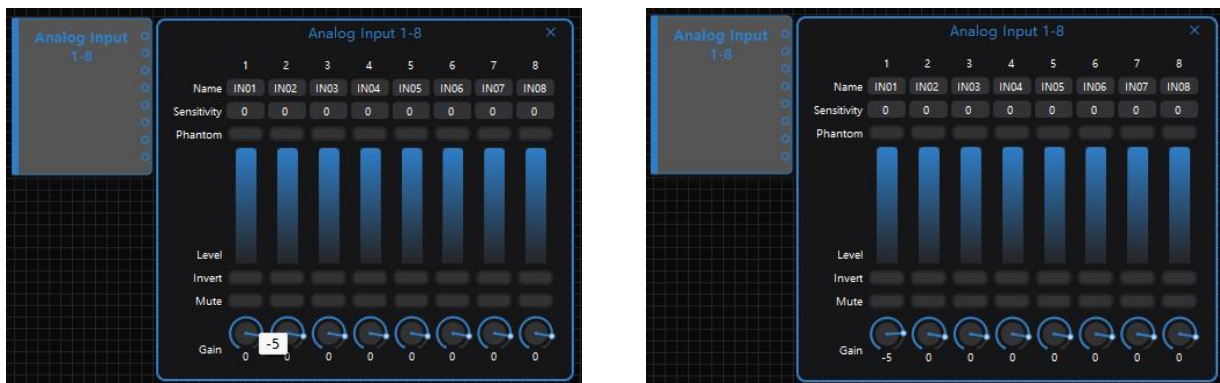 Analog Input
1-8
Analog Input 1-8 ×
1 2 3 4 5 6 7 8
Name IN01 IN02 IN03 IN04 IN05 IN06 IN07 IN08
Sensitivity 0 0 0 0 0 0 0 0
Phantom
Level
Invert
Mute
-5
Gain 0 0 0 0 0 0 0 0
Analog Input
1-8
Analog Input 1-8 ×
1 2 3 4 5 6 7 8
Name IN01 IN02 IN03 IN04 IN05 IN06 IN07 IN08
Sensitivity 0 0 0 0 0 0 0 0
Phantom
Level
Invert
Mute
Gain -5 0 0 0 0 0 0 0